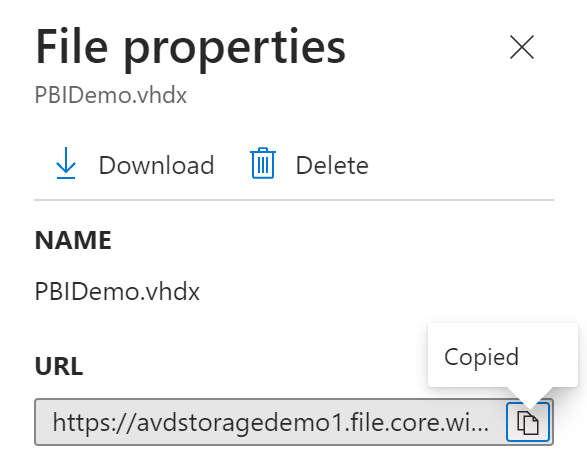 File properties
PBIDemo.vhdx
Download Delete
NAME
PBIDemo.vhdx
Copied
URL
https://avdstoragedemo1.file.core.wi...